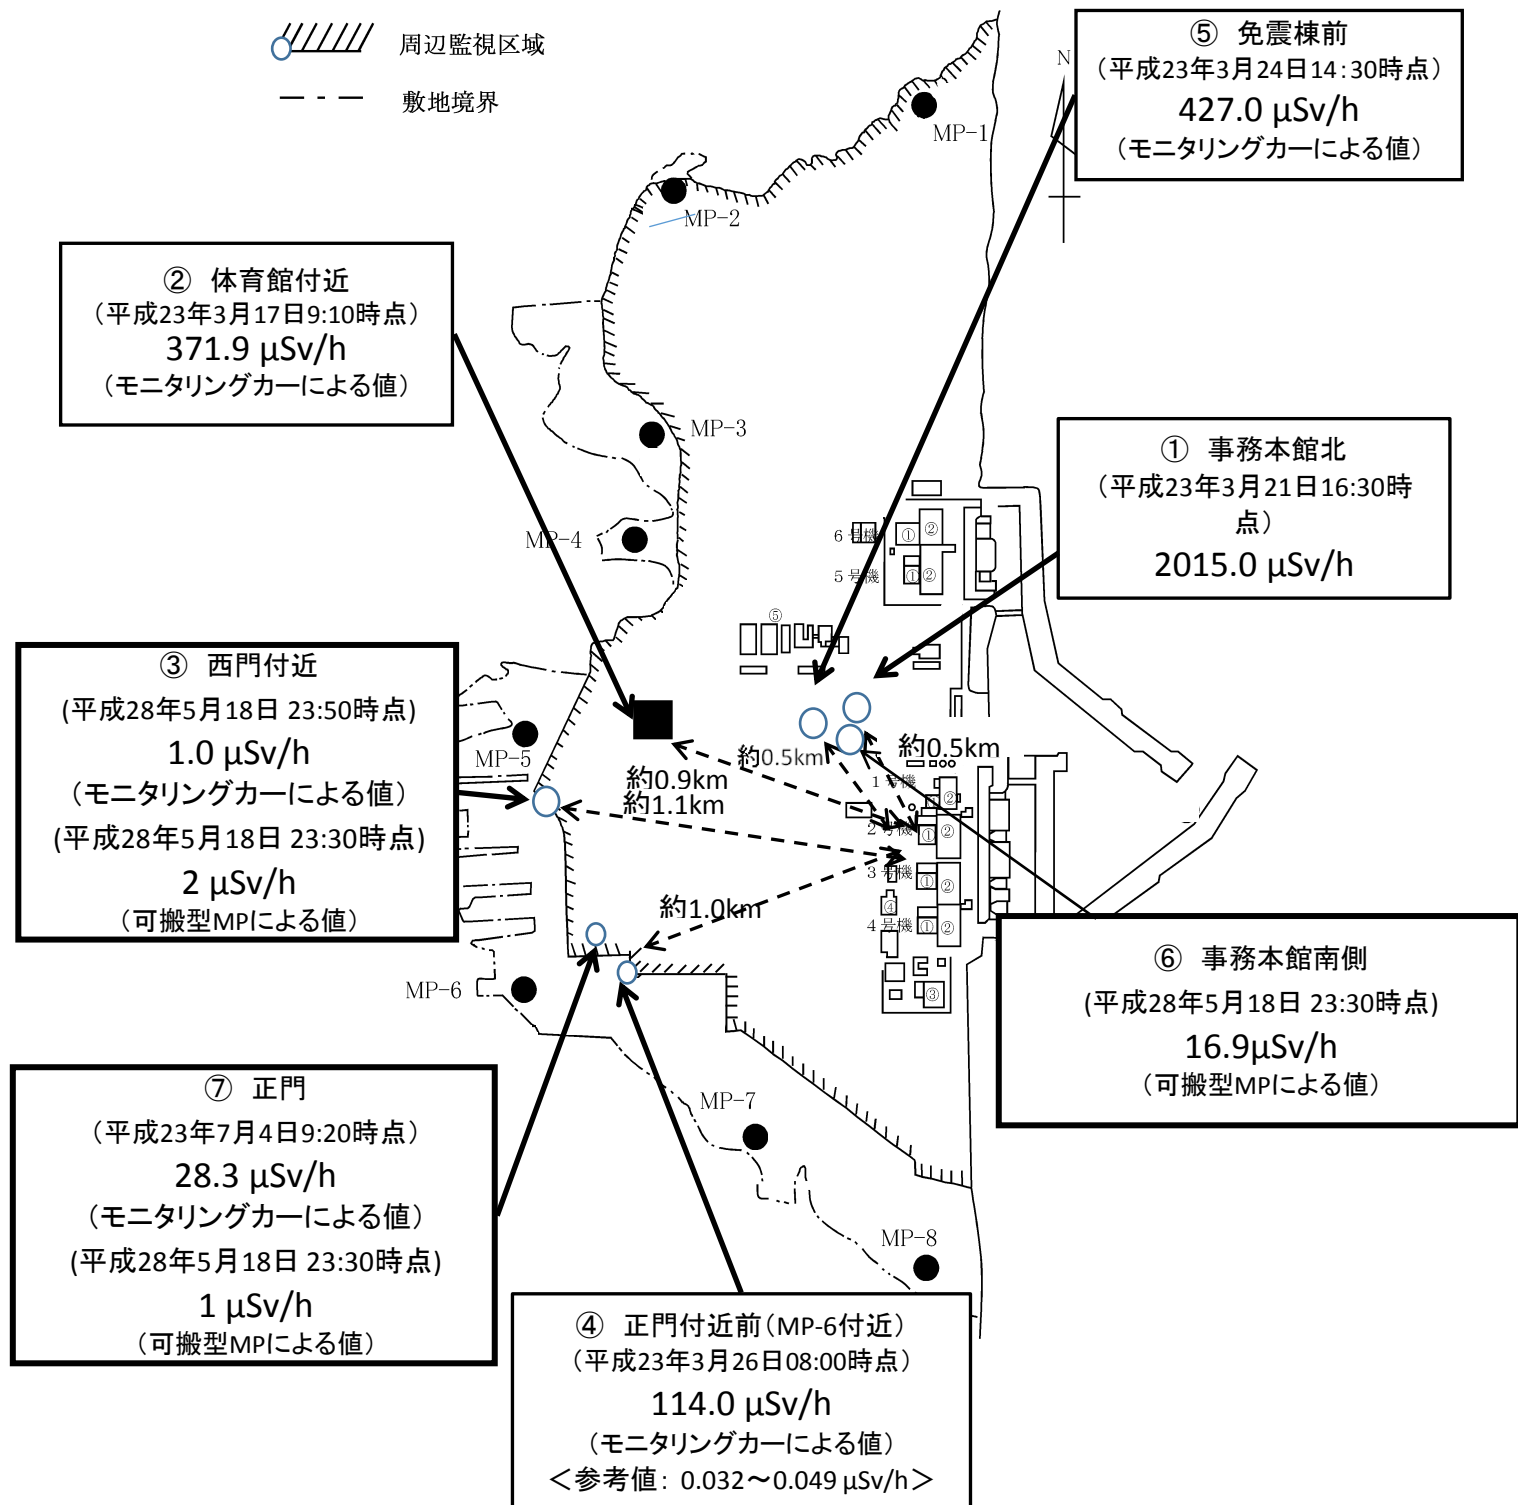 周辺監視区域
敷地境界
⑤ 免震棟前
（平成23年3月24日14:30時点）
427.0 μSv/h
（モニタリングカーによる値）
N
MP-1
MP-2
② 体育館付近
（平成23年3月17日9:10時点）
371.9 μSv/h
（モニタリングカーによる値）
MP-3
① 事務本館北
（平成23年3月21日16:30時
点）
2015.0 μSv/h
MP-4
6号機
① ②
5号機
① ②
⑤
③ 西門付近
(平成28年5月18日 23:50時点)
1.0 μSv/h
（モニタリングカーによる値）
(平成28年5月18日 23:30時点)
2 μSv/h
（可搬型MPによる値）
MP-5
約0.5km
約0.5km
約0.9km
約1.1km
1号機
① ②
2号機
① ②
3号機
① ②
④
4号機
① ②
③
約1.0km
MP-6
⑥ 事務本館南側
(平成28年5月18日 23:30時点)
16.9μSv/h
（可搬型MPによる値）
⑦ 正門
（平成23年7月4日9:20時点）
28.3 μSv/h
（モニタリングカーによる値）
(平成28年5月18日 23:30時点)
1 μSv/h
（可搬型MPによる値）
MP-7
MP-8
④ 正門付近前（MP-6付近）
（平成23年3月26日08:00時点）
114.0 μSv/h
（モニタリングカーによる値）
＜参考値: 0.032～0.049 μSv/h＞